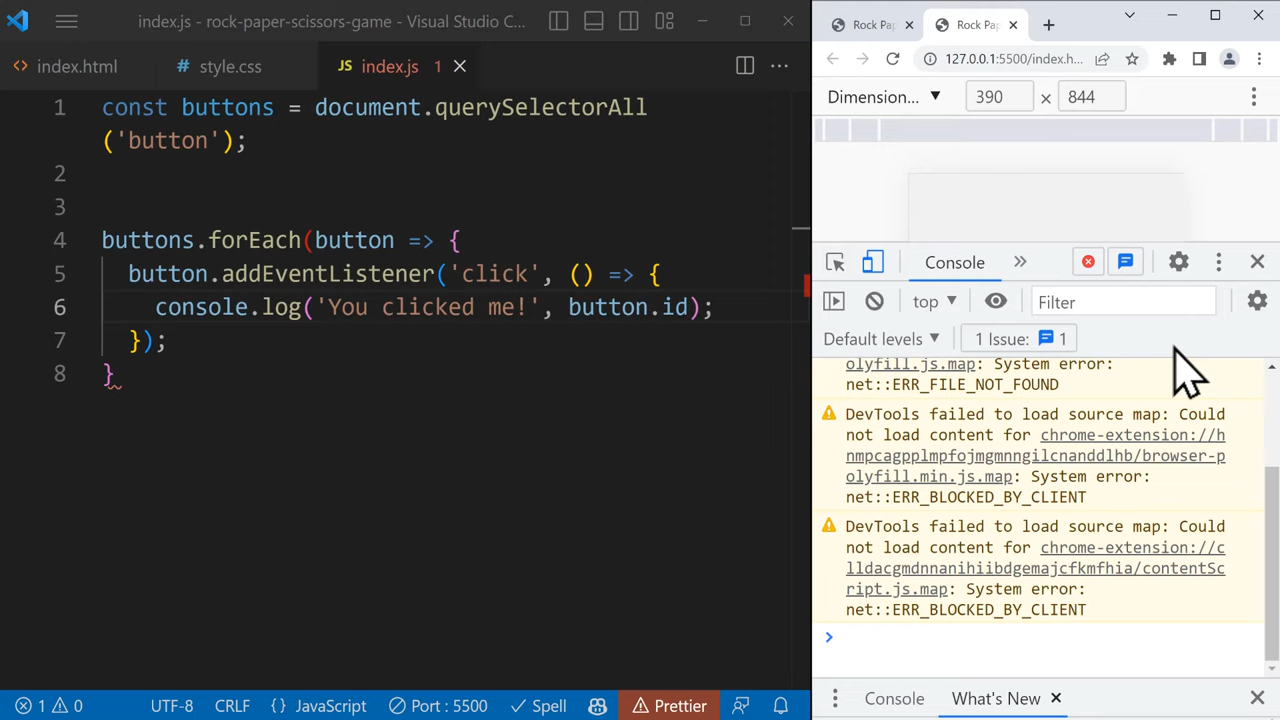 index.js - rock-paper-scissors-game - Visual Studio C...
<> index.html
# style.css
JS index.js 1
1 const buttons = document.querySelectorAll
('button');
2
3
4 buttons.forEach(button => {
5 button.addEventListener('click', () => {
6 console.log('You clicked me!', button.id);
7 });
8 }
1 0 UTF-8 CRLF { } JavaScript Port : 5500 Spell Prettier
Rock Pap
Rock Pap
127.0.0.1:5500/index.h...
Dimension... 390 × 844
Console
top Filter
Default levels 1 Issue: 1
olyfill.js.map: System error:
net::ERR_FILE_NOT_FOUND
DevTools failed to load source map: Could
not load content for chrome-extension://h
nmpcagpplmpfojmgmnngilcnanddlhb/browser-p
olyfill.min.js.map: System error:
net::ERR_BLOCKED_BY_CLIENT
DevTools failed to load source map: Could
not load content for chrome-extension://c
lldacgmdnnanihiibdgemajcfkmfhia/contentSc
ript.js.map: System error:
net::ERR_BLOCKED_BY_CLIENT
Console What's New